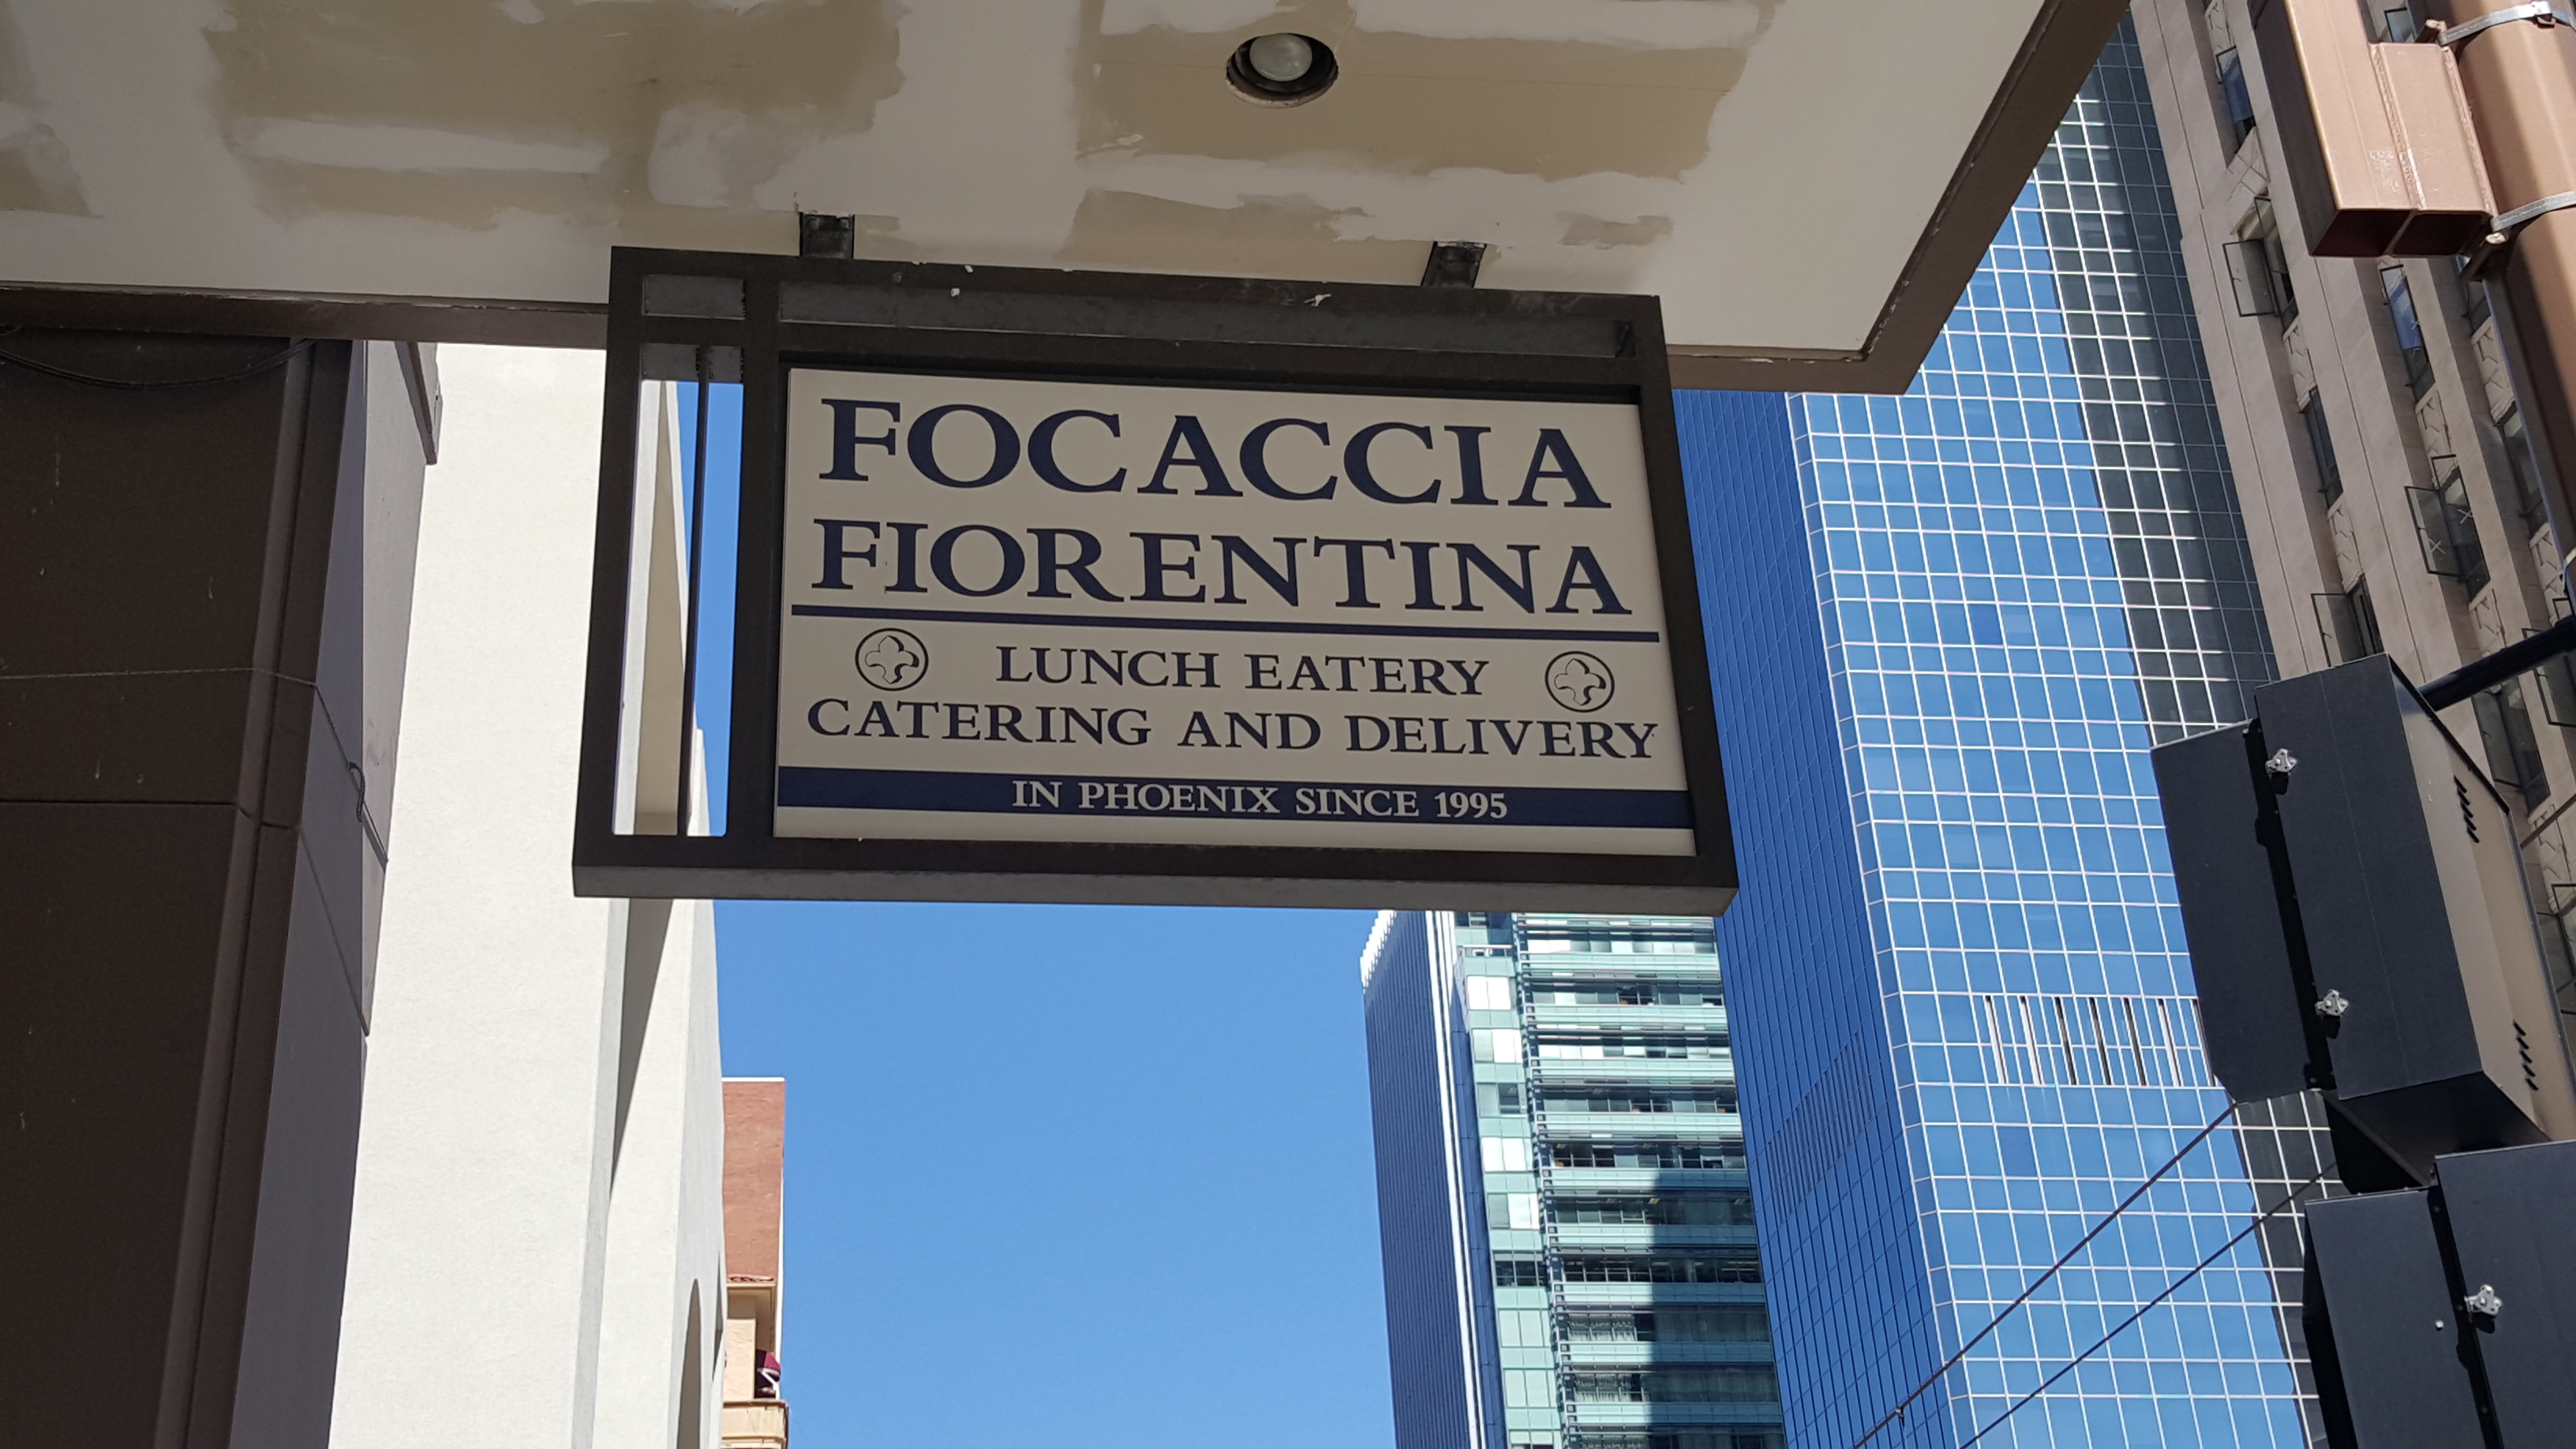 FOCACCIA
FIORENTINA
LUNCH EATERY
CATERING AND DELIVERY
IN PHOENIX SINCE 1995